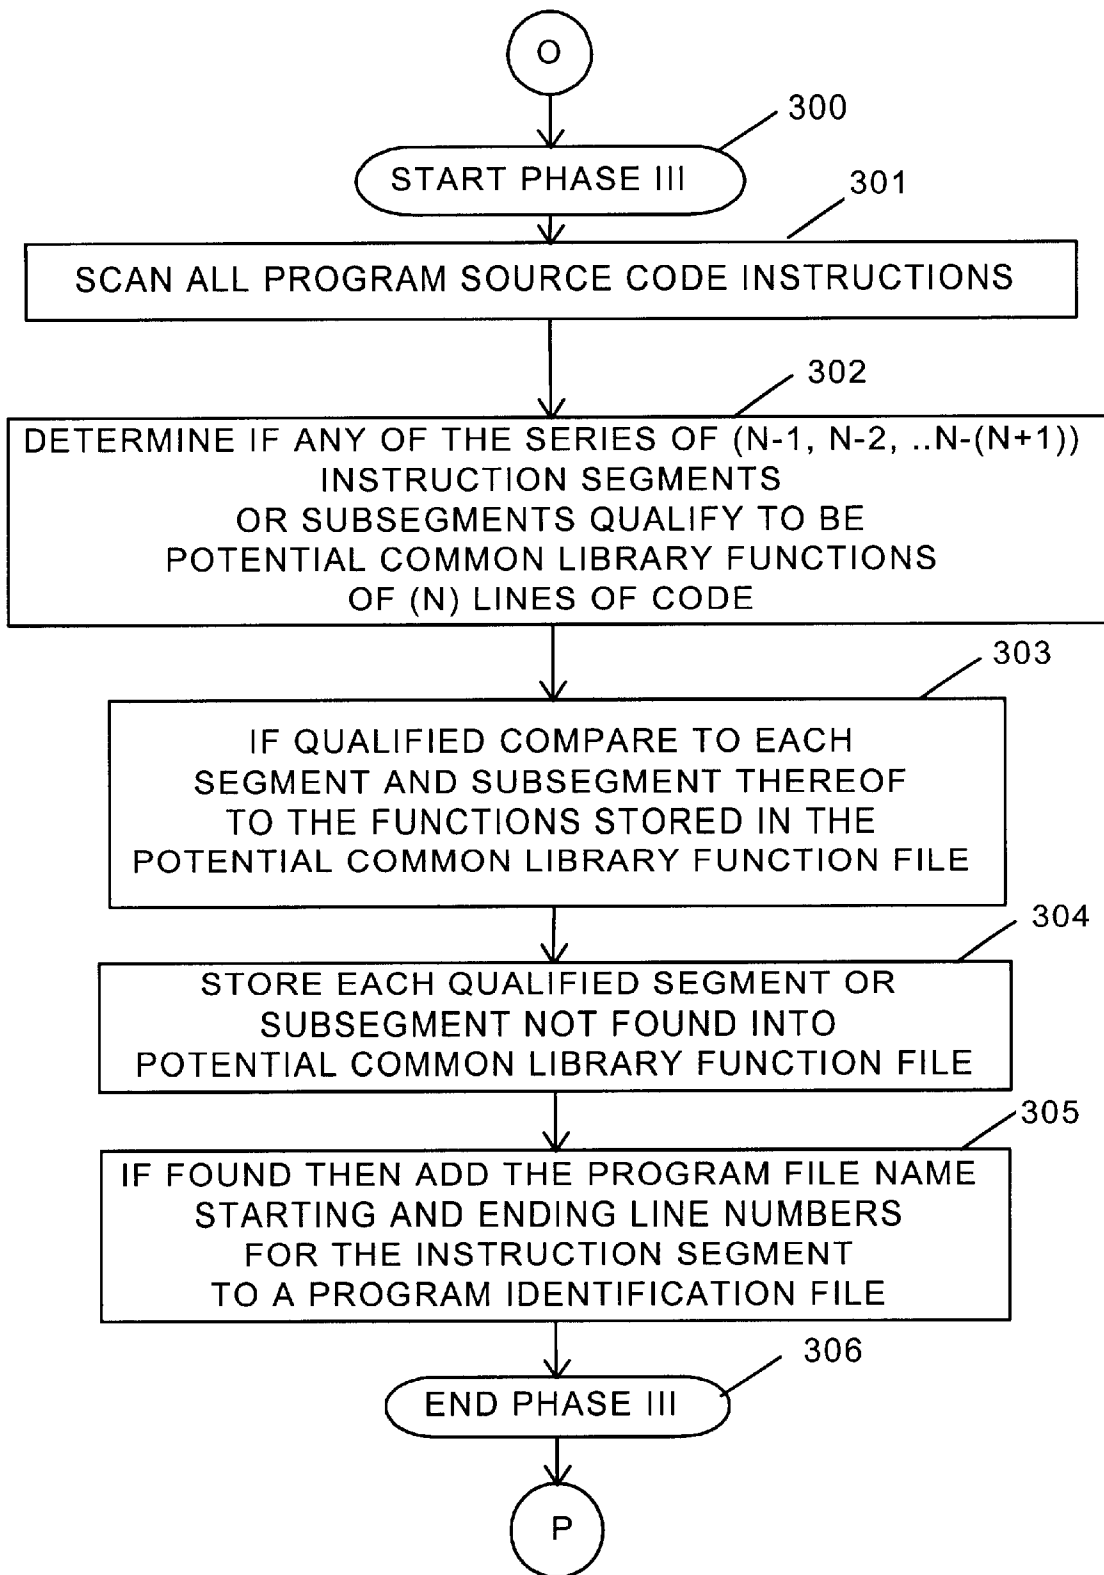 O
300
START PHASE III
301
SCAN ALL PROGRAM SOURCE CODE INSTRUCTIONS
302
DETERMINE IF ANY OF THE SERIES OF (N-1, N-2, ..N-(N+1))
INSTRUCTION SEGMENTS
OR SUBSEGMENTS QUALIFY TO BE
POTENTIAL COMMON LIBRARY FUNCTIONS
OF (N) LINES OF CODE
303
IF QUALIFIED COMPARE TO EACH
SEGMENT AND SUBSEGMENT THEREOF
TO THE FUNCTIONS STORED IN THE
POTENTIAL COMMON LIBRARY FUNCTION FILE
304
STORE EACH QUALIFIED SEGMENT OR
SUBSEGMENT NOT FOUND INTO
POTENTIAL COMMON LIBRARY FUNCTION FILE
305
IF FOUND THEN ADD THE PROGRAM FILE NAME
STARTING AND ENDING LINE NUMBERS
FOR THE INSTRUCTION SEGMENT
TO A PROGRAM IDENTIFICATION FILE
306
END PHASE III
P